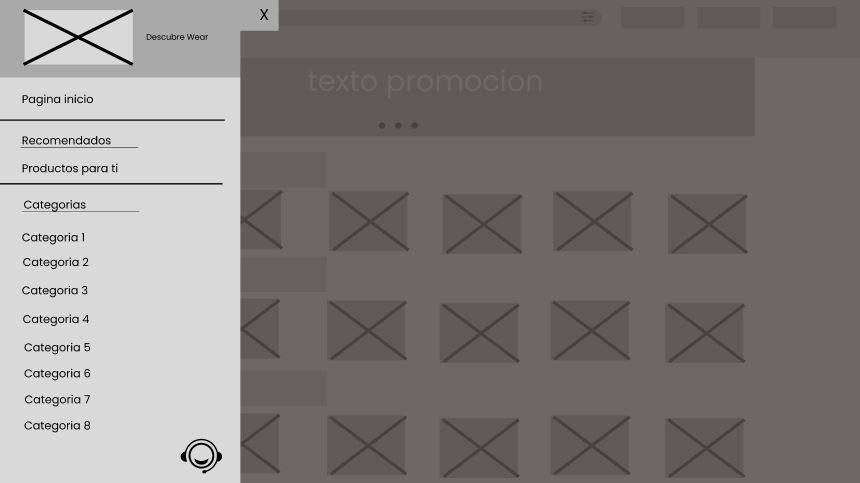 X
Descubre Wear
texto promocion
Pagina inicio
Recomendados
Productos para ti
Categorias
Categoria 1
Categoria 2
Categoria 3
Categoria 4
Categoria 5
Categoria 6
Categoria 7
Categoria 8